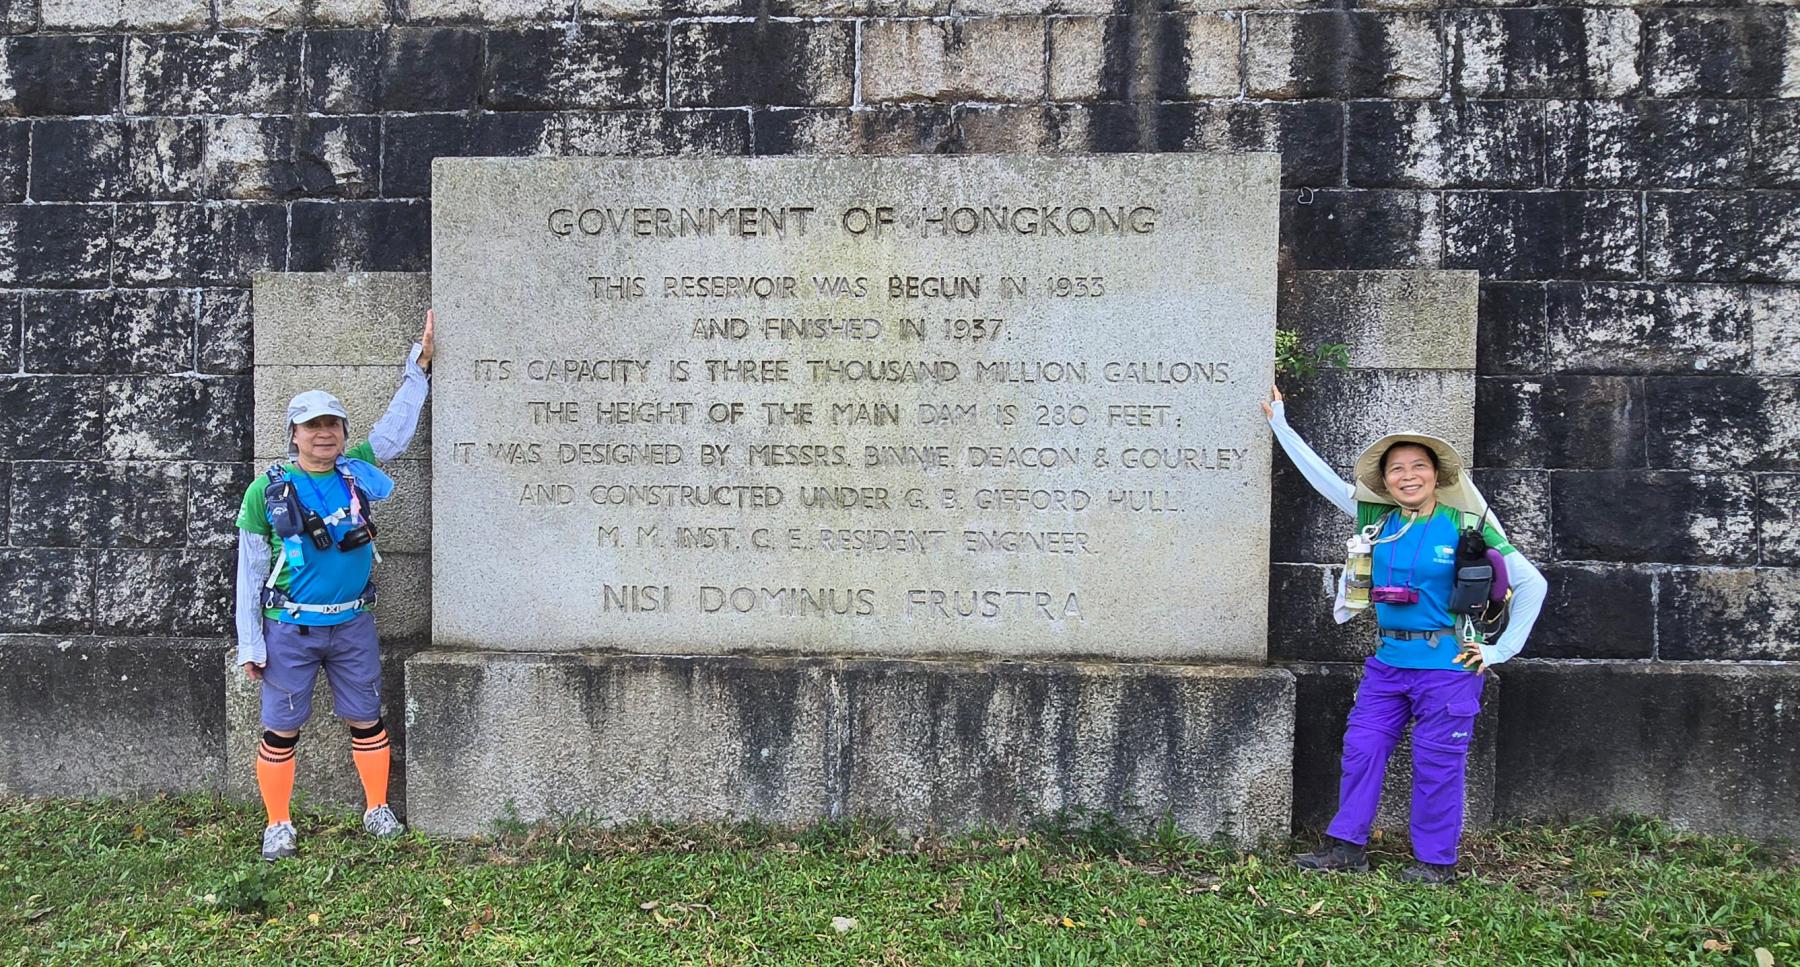 GOVERNMENT OF HONGKONG
THIS RESERVOIR WAS BEGUN IN 1933
AND FINISHED IN 1937.
ITS CAPACITY IS THREE THOUSAND MILLION GALLONS.
THE HEIGHT OF THE MAIN DAM IS 280 FEET.
IT WAS DESIGNED BY MESSRS. BINNIE, DEACON & GOURLEY
AND CONSTRUCTED UNDER G. B. GIFFORD HULL.
M. M. INST. C. E. RESIDENT ENGINEER.
NISI DOMINUS FRUSTRA